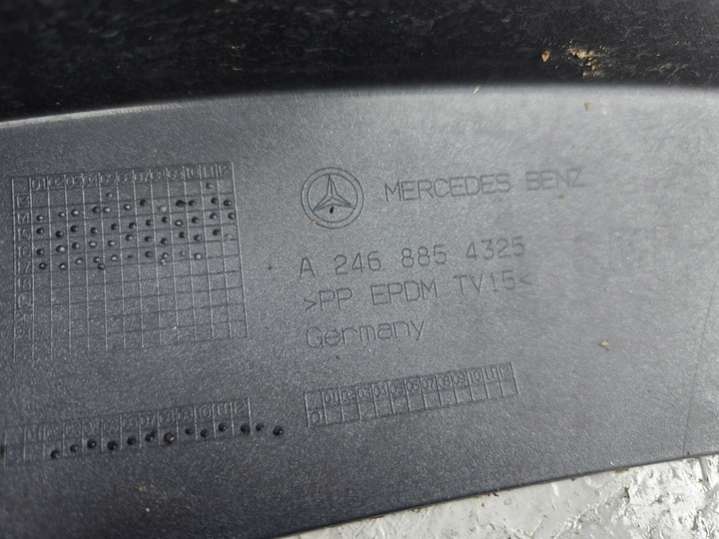 MERCEDES BENZ
A 246 885 4325
>PP EPDM TV15<
Germany